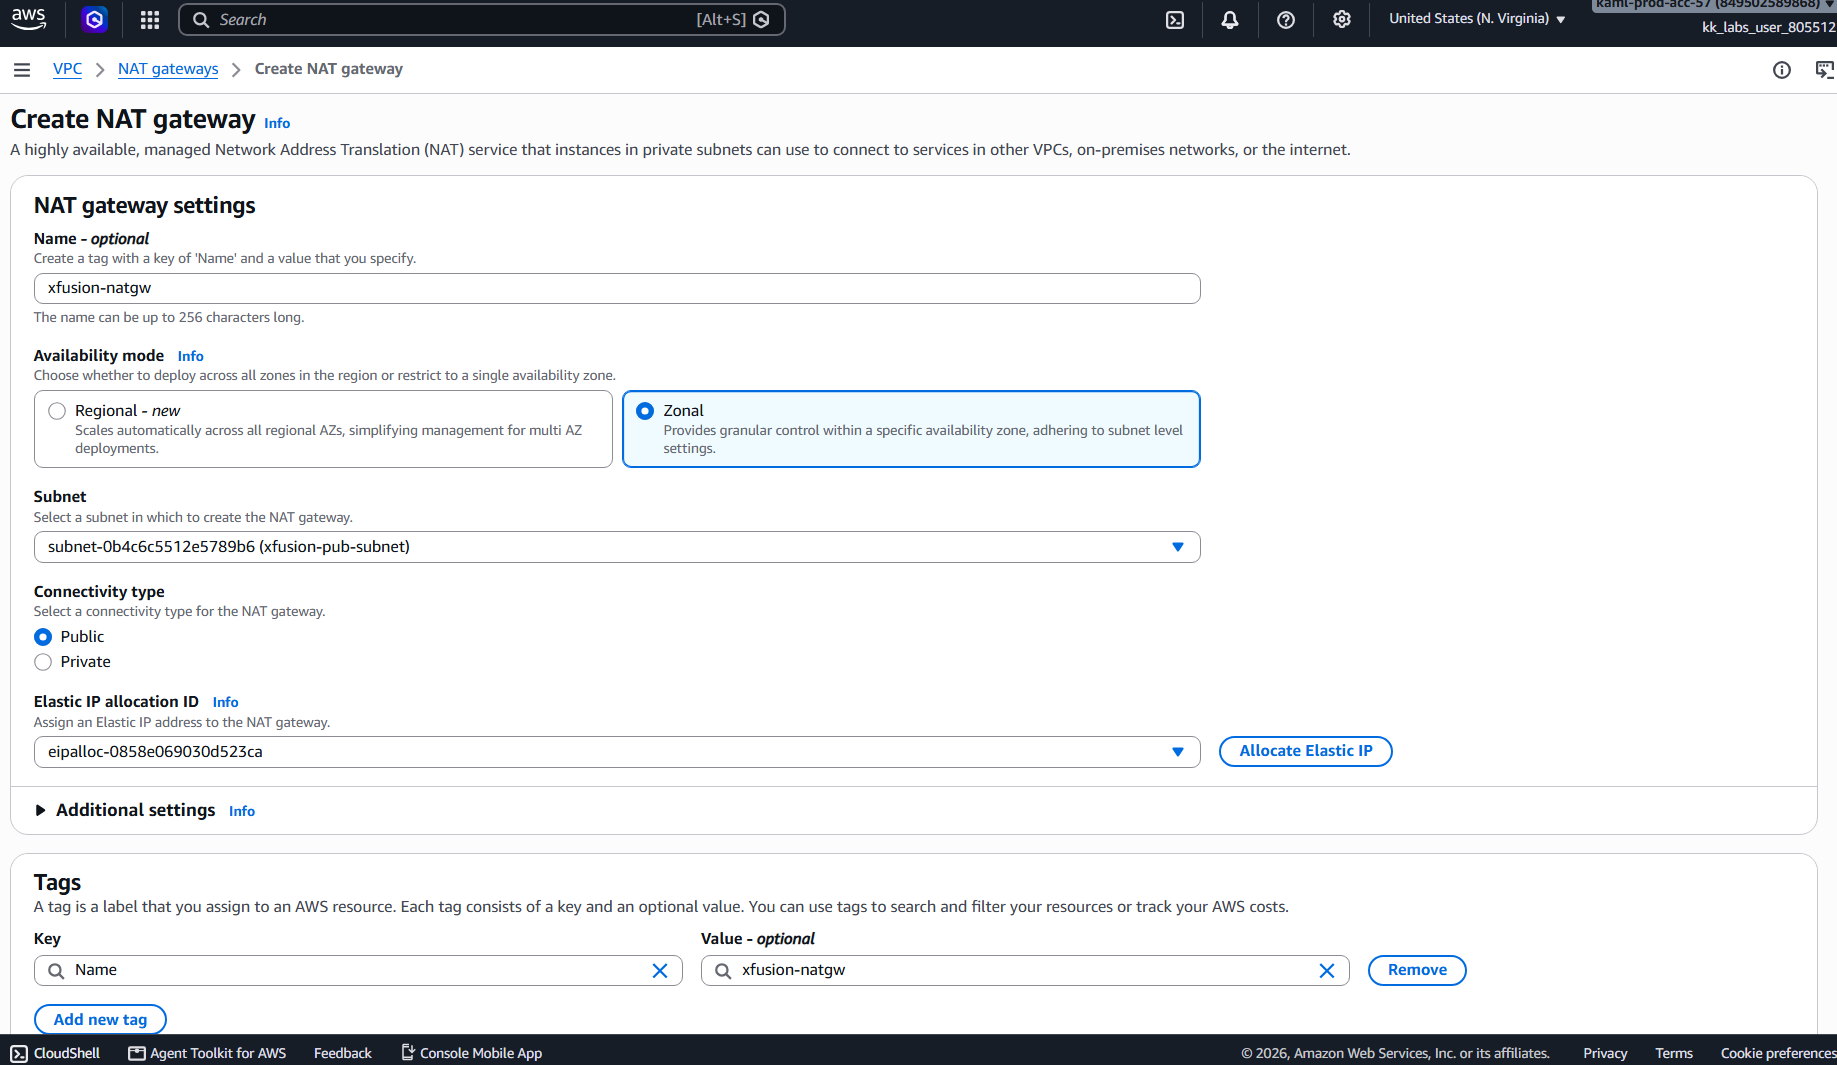 aws
Search
[Alt+S]
United States (N. Virginia)
kaml-prod-acc-57 (849502589868)
kk_labs_user_805512
VPC
NAT gateways
Create NAT gateway
Create NAT gateway Info
A highly available, managed Network Address Translation (NAT) service that instances in private subnets can use to connect to services in other VPCs, on-premises networks, or the internet.
NAT gateway settings
Name - optional
Create a tag with a key of 'Name' and a value that you specify.
xfusion-natgw
The name can be up to 256 characters long.
Availability mode Info
Choose whether to deploy across all zones in the region or restrict to a single availability zone.
Regional - new
Scales automatically across all regional AZs, simplifying management for multi AZ
deployments.
Zonal
Provides granular control within a specific availability zone, adhering to subnet level
settings.
Subnet
Select a subnet in which to create the NAT gateway.
subnet-0b4c6c5512e5789b6 (xfusion-pub-subnet)
Connectivity type
Select a connectivity type for the NAT gateway.
Public
Private
Elastic IP allocation ID Info
Assign an Elastic IP address to the NAT gateway.
eipalloc-0858e069030d523ca
Allocate Elastic IP
Additional settings Info
Tags
A tag is a label that you assign to an AWS resource. Each tag consists of a key and an optional value. You can use tags to search and filter your resources or track your AWS costs.
Key
Value - optional
Name
xfusion-natgw
Remove
Add new tag
CloudShell
Agent Toolkit for AWS
Feedback
Console Mobile App
© 2026, Amazon Web Services, Inc. or its affiliates.
Privacy
Terms
Cookie preferences